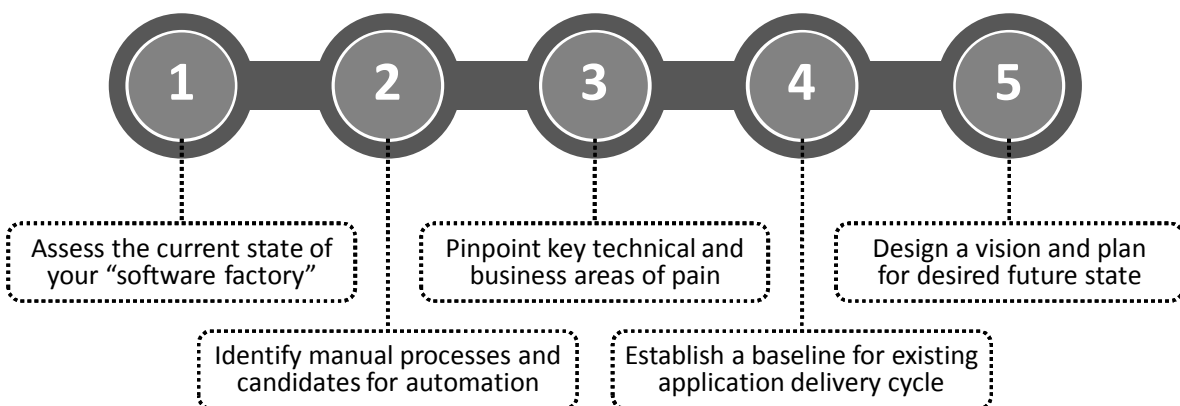 1
2
3
4
5
Assess the current state of
your “software factory”
Pinpoint key technical and
business areas of pain
Design a vision and plan
for desired future state
Identify manual processes and
candidates for automation
Establish a baseline for existing
application delivery cycle